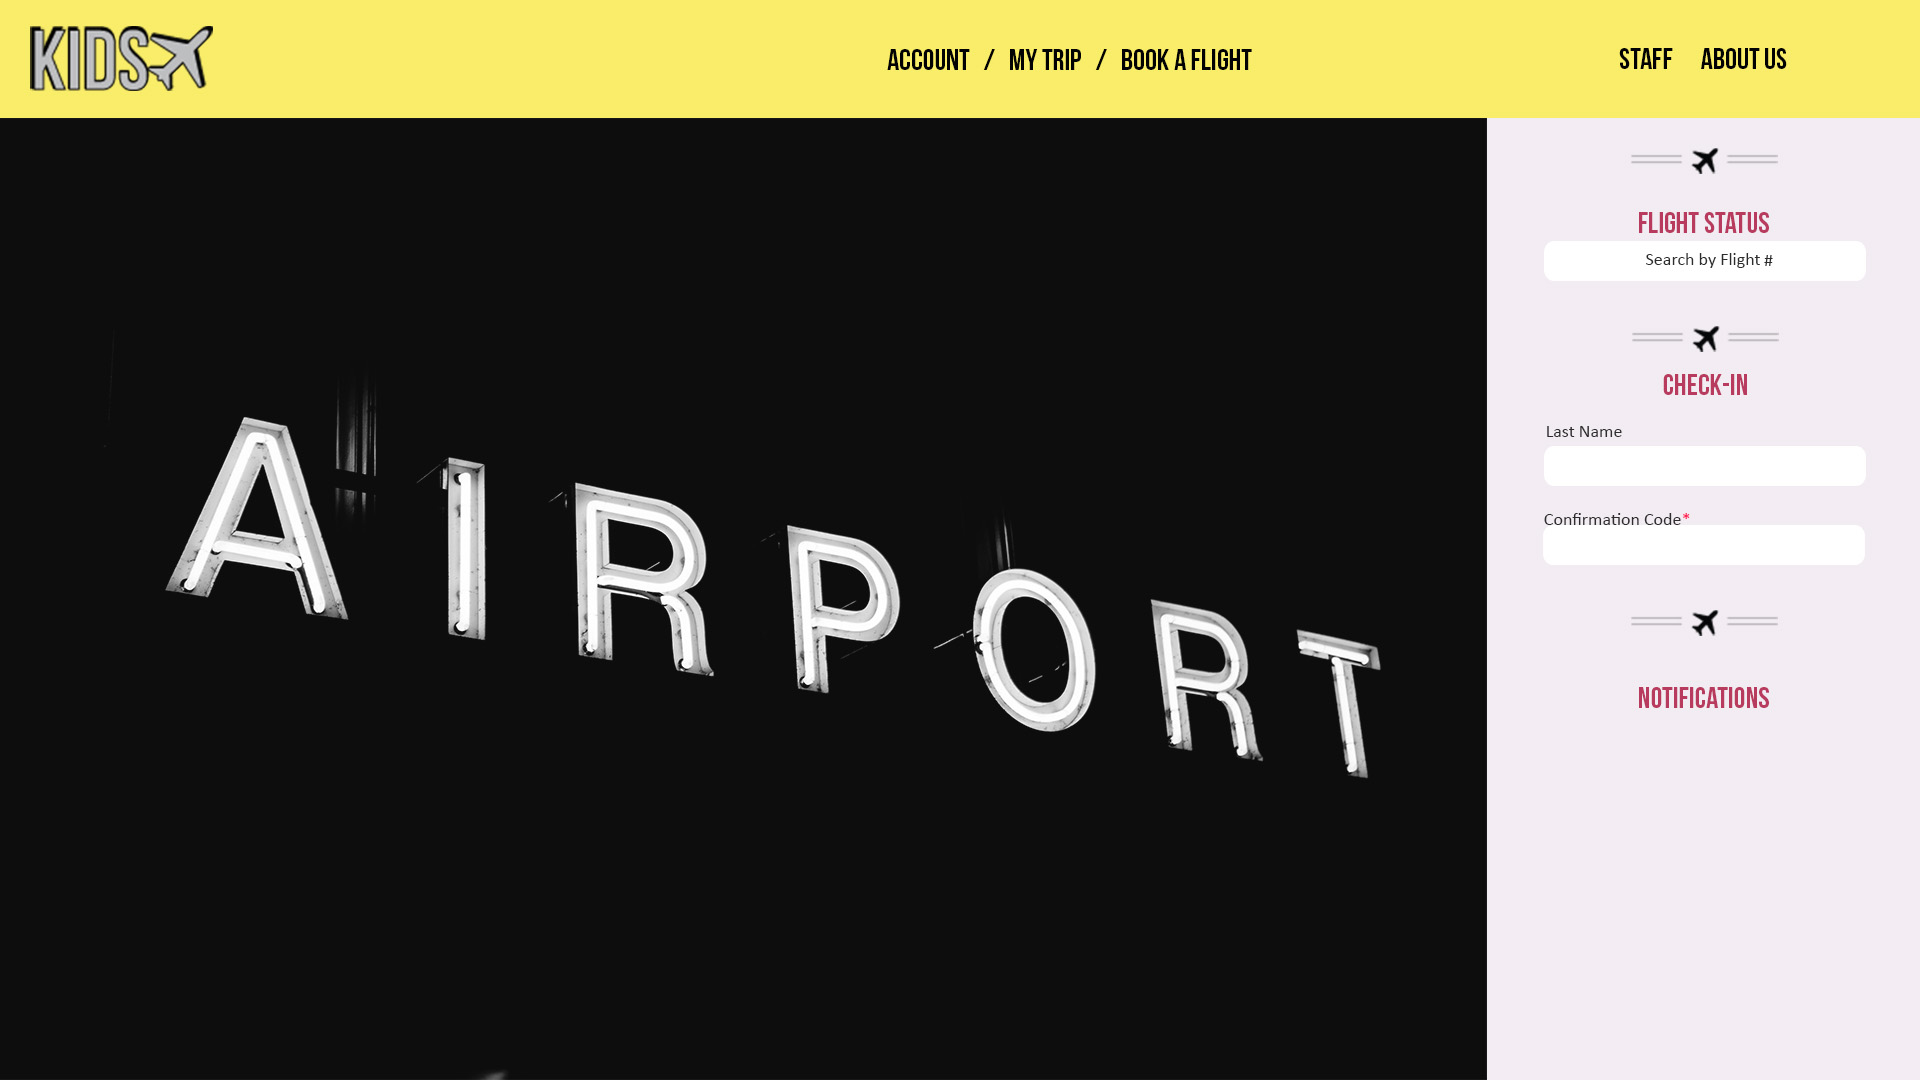 KIDS
ACCOUNT / MY TRIP / BOOK A FLIGHT
STAFF ABOUT US
AIRPORT
FLIGHT STATUS
Search by Flight #
CHECK-IN
Last Name
Confirmation Code*
NOTIFICATIONS